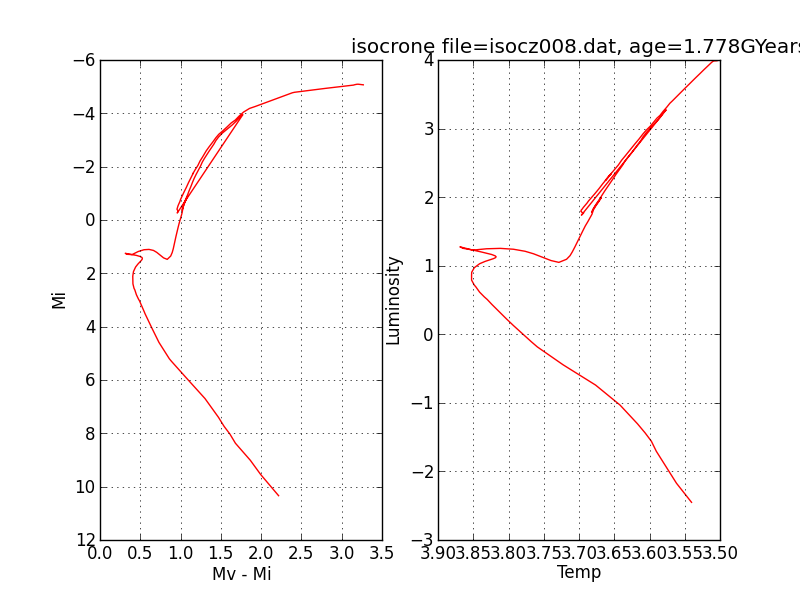 isocrone file=isocz008.dat, age=1.778GYears
−6
−4
−2
0
2
4
6
8
10
12
Mi
0.0 0.5 1.0 1.5 2.0 2.5 3.0 3.5
Mv - Mi
4
3
2
1
0
−1
−2
−3
Luminosity
3.90 3.85 3.80 3.75 3.70 3.65 3.60 3.55 3.50
Temp